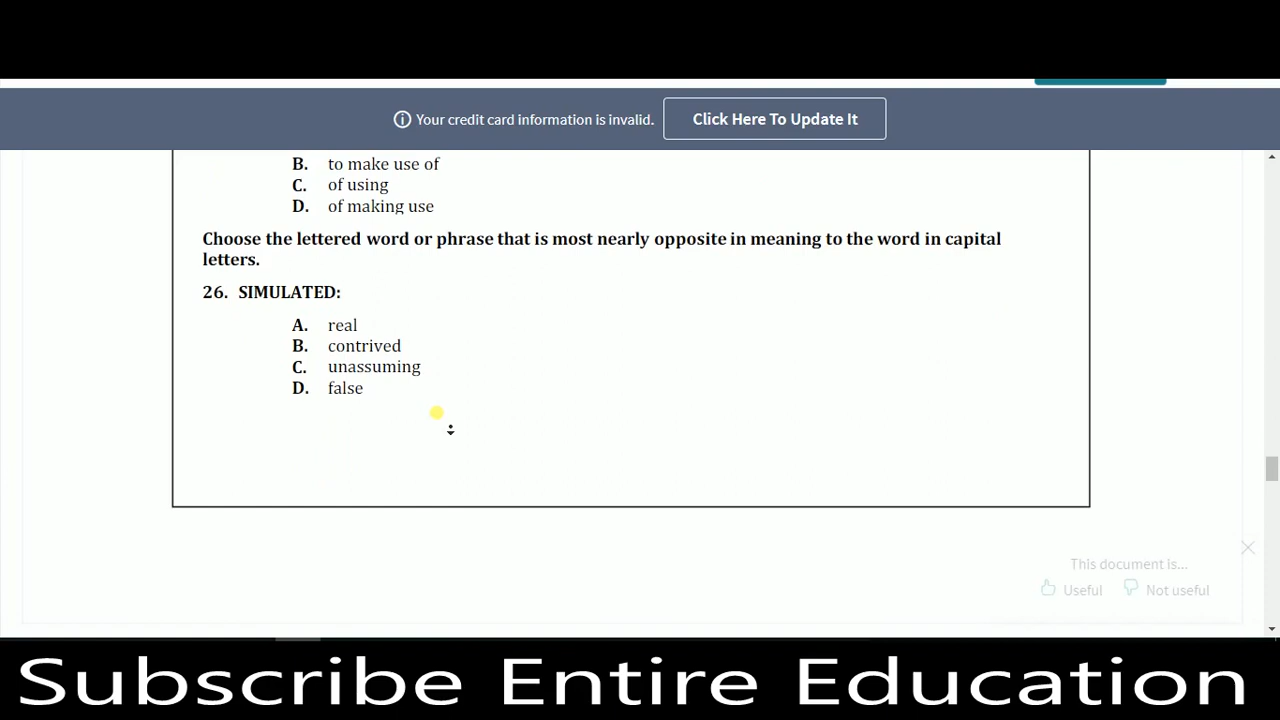 Your credit card information is invalid.
Click Here To Update It
B. to make use of
C. of using
D. of making use
Choose the lettered word or phrase that is most nearly opposite in meaning to the word in capital
letters.
26. SIMULATED:
A. real
B. contrived
C. unassuming
D. false
This document is...
Useful
Not useful
Subscribe Entire Education